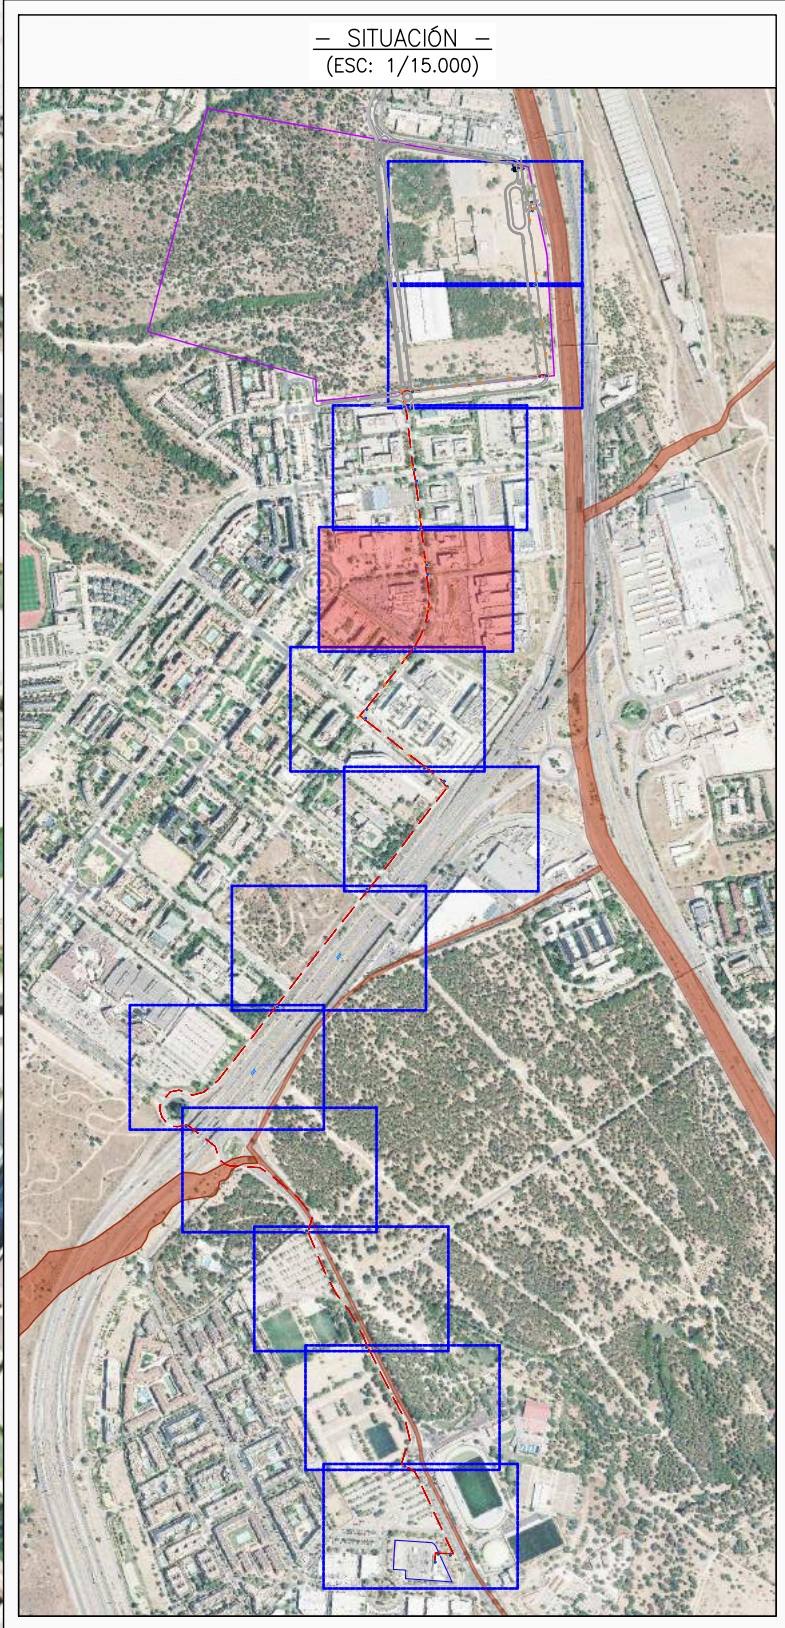 – SITUACIÓN –
(ESC: 1/15.000)